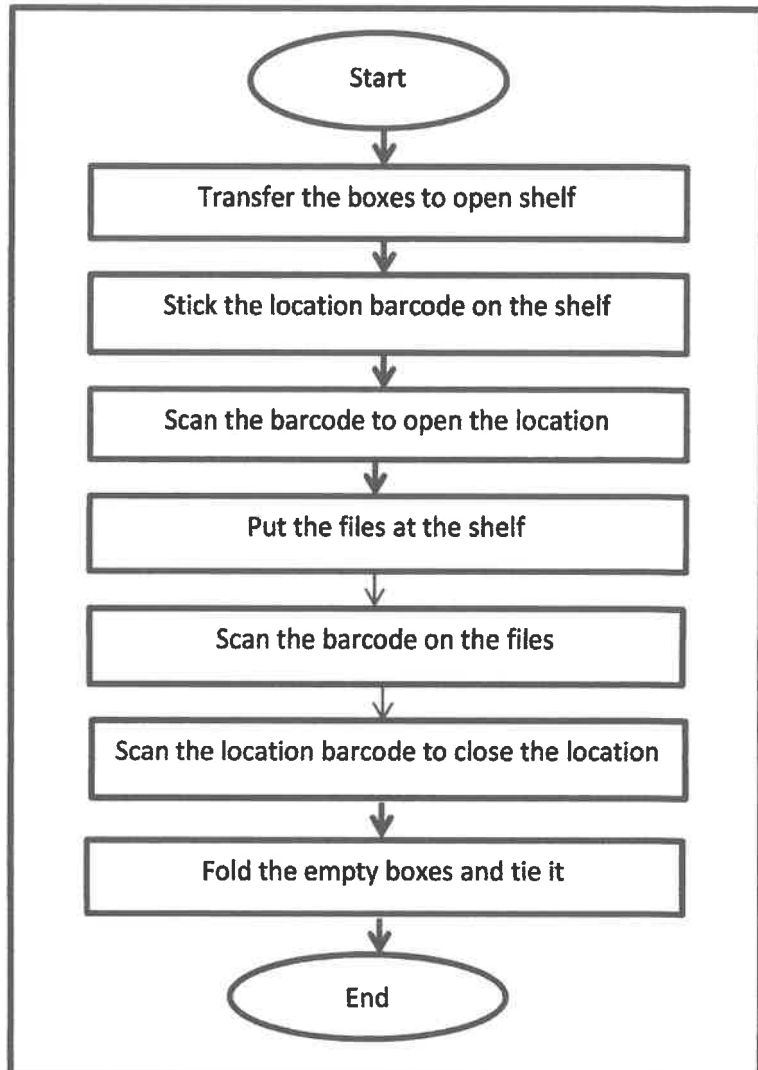 Start
Transfer the boxes to open shelf
Stick the location barcode on the shelf
Scan the barcode to open the location
Put the files at the shelf
Scan the barcode on the files
Scan the location barcode to close the location
Fold the empty boxes and tie it
End